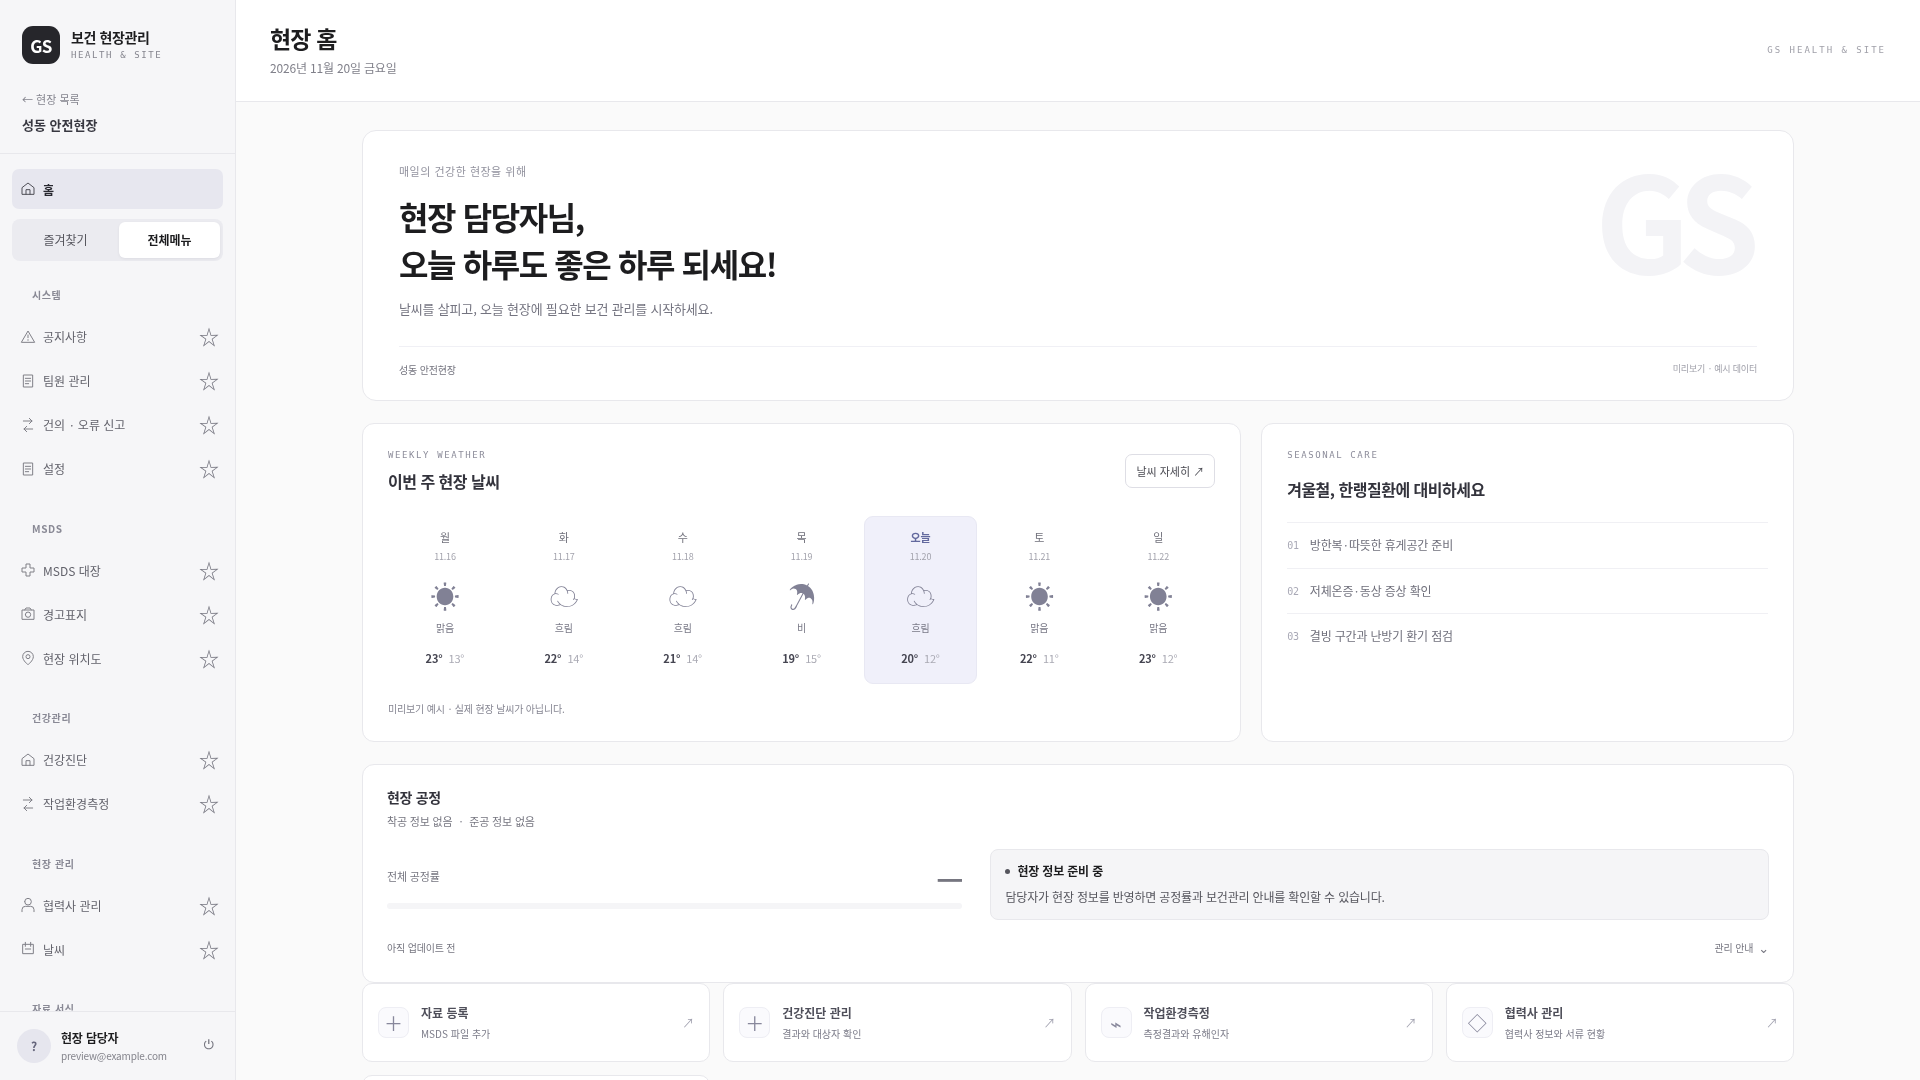 GS
보건 현장관리
HEALTH & SITE
← 현장 목록
성동 안전현장
홈
즐겨찾기
전체메뉴
시스템
공지사항
팀원 관리
건의 · 오류 신고
설정
MSDS
MSDS 대장
경고표지
현장 위치도
건강관리
건강진단
작업환경측정
현장 관리
협력사 관리
날씨
자료 서식
?
현장 담당자
preview@example.com
현장 홈
2026년 11월 20일 금요일
GS HEALTH & SITE
매일의 건강한 현장을 위해
현장 담당자님,
오늘 하루도 좋은 하루 되세요!
날씨를 살피고, 오늘 현장에 필요한 보건 관리를 시작하세요.
GS
성동 안전현장
미리보기 · 예시 데이터
WEEKLY WEATHER
이번 주 현장 날씨
날씨 자세히 ↗
월 화 수 목 오늘 토 일
11.16 11.17 11.18 11.19 11.20 11.21 11.22
맑음 흐림 흐림 비 흐림 맑음 맑음
23° 13° 22° 14° 21° 14° 19° 15° 20° 12° 22° 11° 23° 12°
미리보기 예시 · 실제 현장 날씨가 아닙니다.
SEASONAL CARE
겨울철, 한랭질환에 대비하세요
01 방한복·따뜻한 휴게공간 준비
02 저체온증·동상 증상 확인
03 결빙 구간과 난방기 환기 점검
현장 공정
착공 정보 없음 · 준공 정보 없음
전체 공정률 —
• 현장 정보 준비 중
담당자가 현장 정보를 반영하면 공정률과 보건관리 안내를 확인할 수 있습니다.
아직 업데이트 전
관리 안내
자료 등록
MSDS 파일 추가
↗
건강진단 관리
결과와 대상자 확인
↗
작업환경측정
측정결과와 유해인자
↗
협력사 관리
협력사 정보와 서류 현황
↗